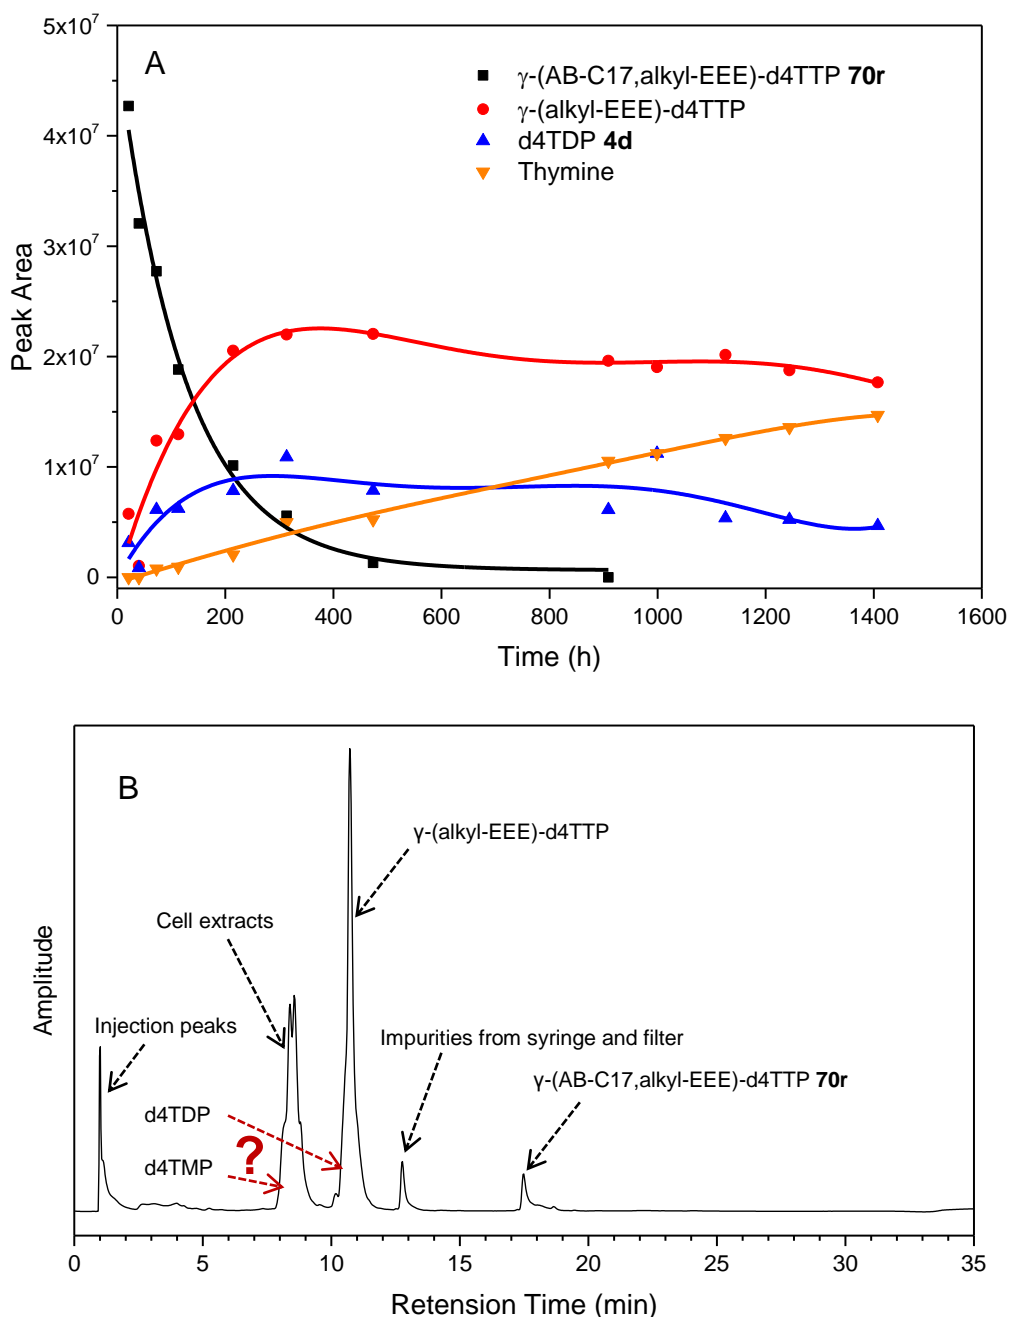 A
γ-(AB-C17,alkyl-EEE)-d4TTP 70r
γ-(alkyl-EEE)-d4TTP
d4TDP 4d
Thymine
5x10⁷
4x10⁷
3x10⁷
2x10⁷
1x10⁷
0
Peak Area
0 200 400 600 800 1000 1200 1400 1600
Time (h)
B
γ-(alkyl-EEE)-d4TTP
Cell extracts
Injection peaks
Impurities from syringe and filter
γ-(AB-C17,alkyl-EEE)-d4TTP 70r
d4TDP
?
d4TMP
Amplitude
0 5 10 15 20 25 30 35
Retension Time (min)